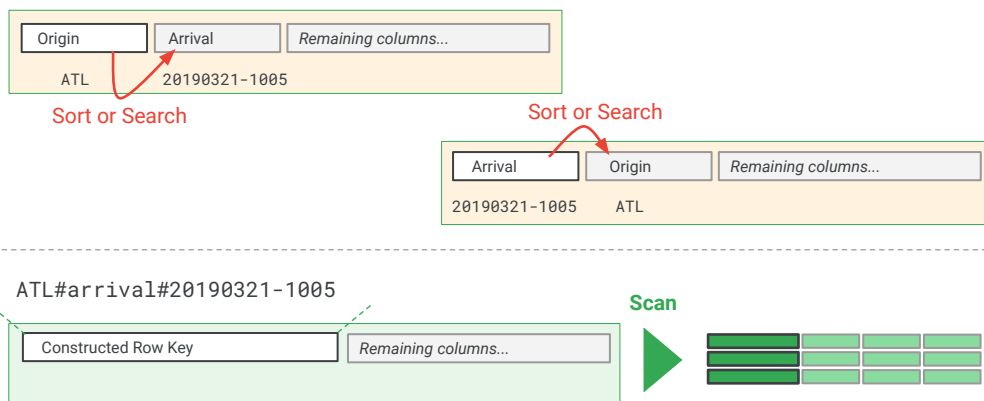 Origin Arrival Remaining columns...
ATL 20190321-1005
Sort or Search
Sort or Search
Arrival Origin Remaining columns...
20190321-1005 ATL
ATL#arrival#20190321-1005
Scan
Constructed Row Key Remaining columns...